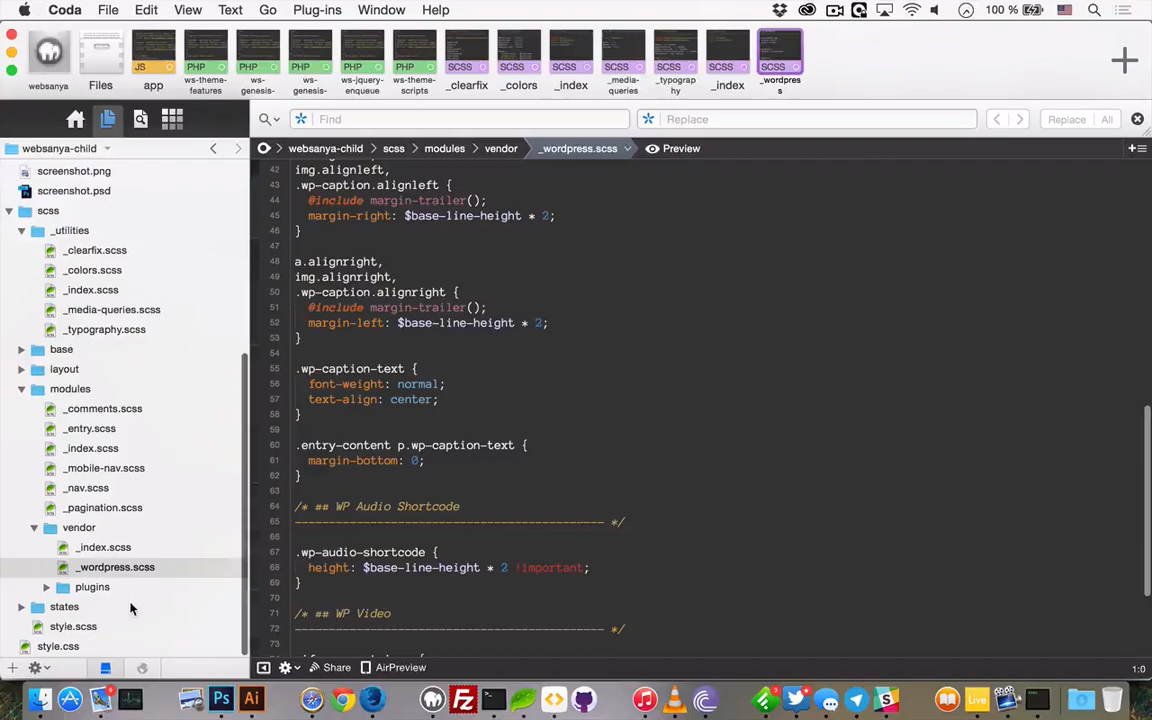 Coda File Edit View Text Go Plug-ins Window Help 100 %
JS PHP PHP PHP PHP PHP SCSS SCSS SCSS SCSS SCSS SCSS SCSS
websanya Files app ws-theme-features ws-genesis- ws-genesis- ws-jquery-enqueue ws-theme-scripts _clearfix _colors _index _media-queries _typography _index _wordpress
Find Replace Replace All
websanya-child websanya-child scss modules vendor _wordpress.scss Preview
screenshot.png
screenshot.psd
scss
_utilities
_clearfix.scss
_colors.scss
_index.scss
_media-queries.scss
_typography.scss
base
layout
modules
_comments.scss
_entry.scss
_index.scss
_mobile-nav.scss
_nav.scss
_pagination.scss
vendor
_index.scss
_wordpress.scss
plugins
states
style.scss
style.css
42 img.alignleft,
43 .wp-caption.alignleft {
44 @include margin-trailer();
45 margin-right: $base-line-height * 2;
46 }
47
48 a.alignright,
49 img.alignright,
50 .wp-caption.alignright {
51 @include margin-trailer();
52 margin-left: $base-line-height * 2;
53 }
54
55 .wp-caption-text {
56 font-weight: normal;
57 text-align: center;
58 }
59
60 .entry-content p.wp-caption-text {
61 margin-bottom: 0;
62 }
63
64 /* ## WP Audio Shortcode
65 --------------------------------------------- */
66
67 .wp-audio-shortcode {
68 height: $base-line-height * 2 !important;
69 }
70
71 /* ## WP Video
72 --------------------------------------------- */
73
Share AirPreview 1:0
Ps Ai Fz Live